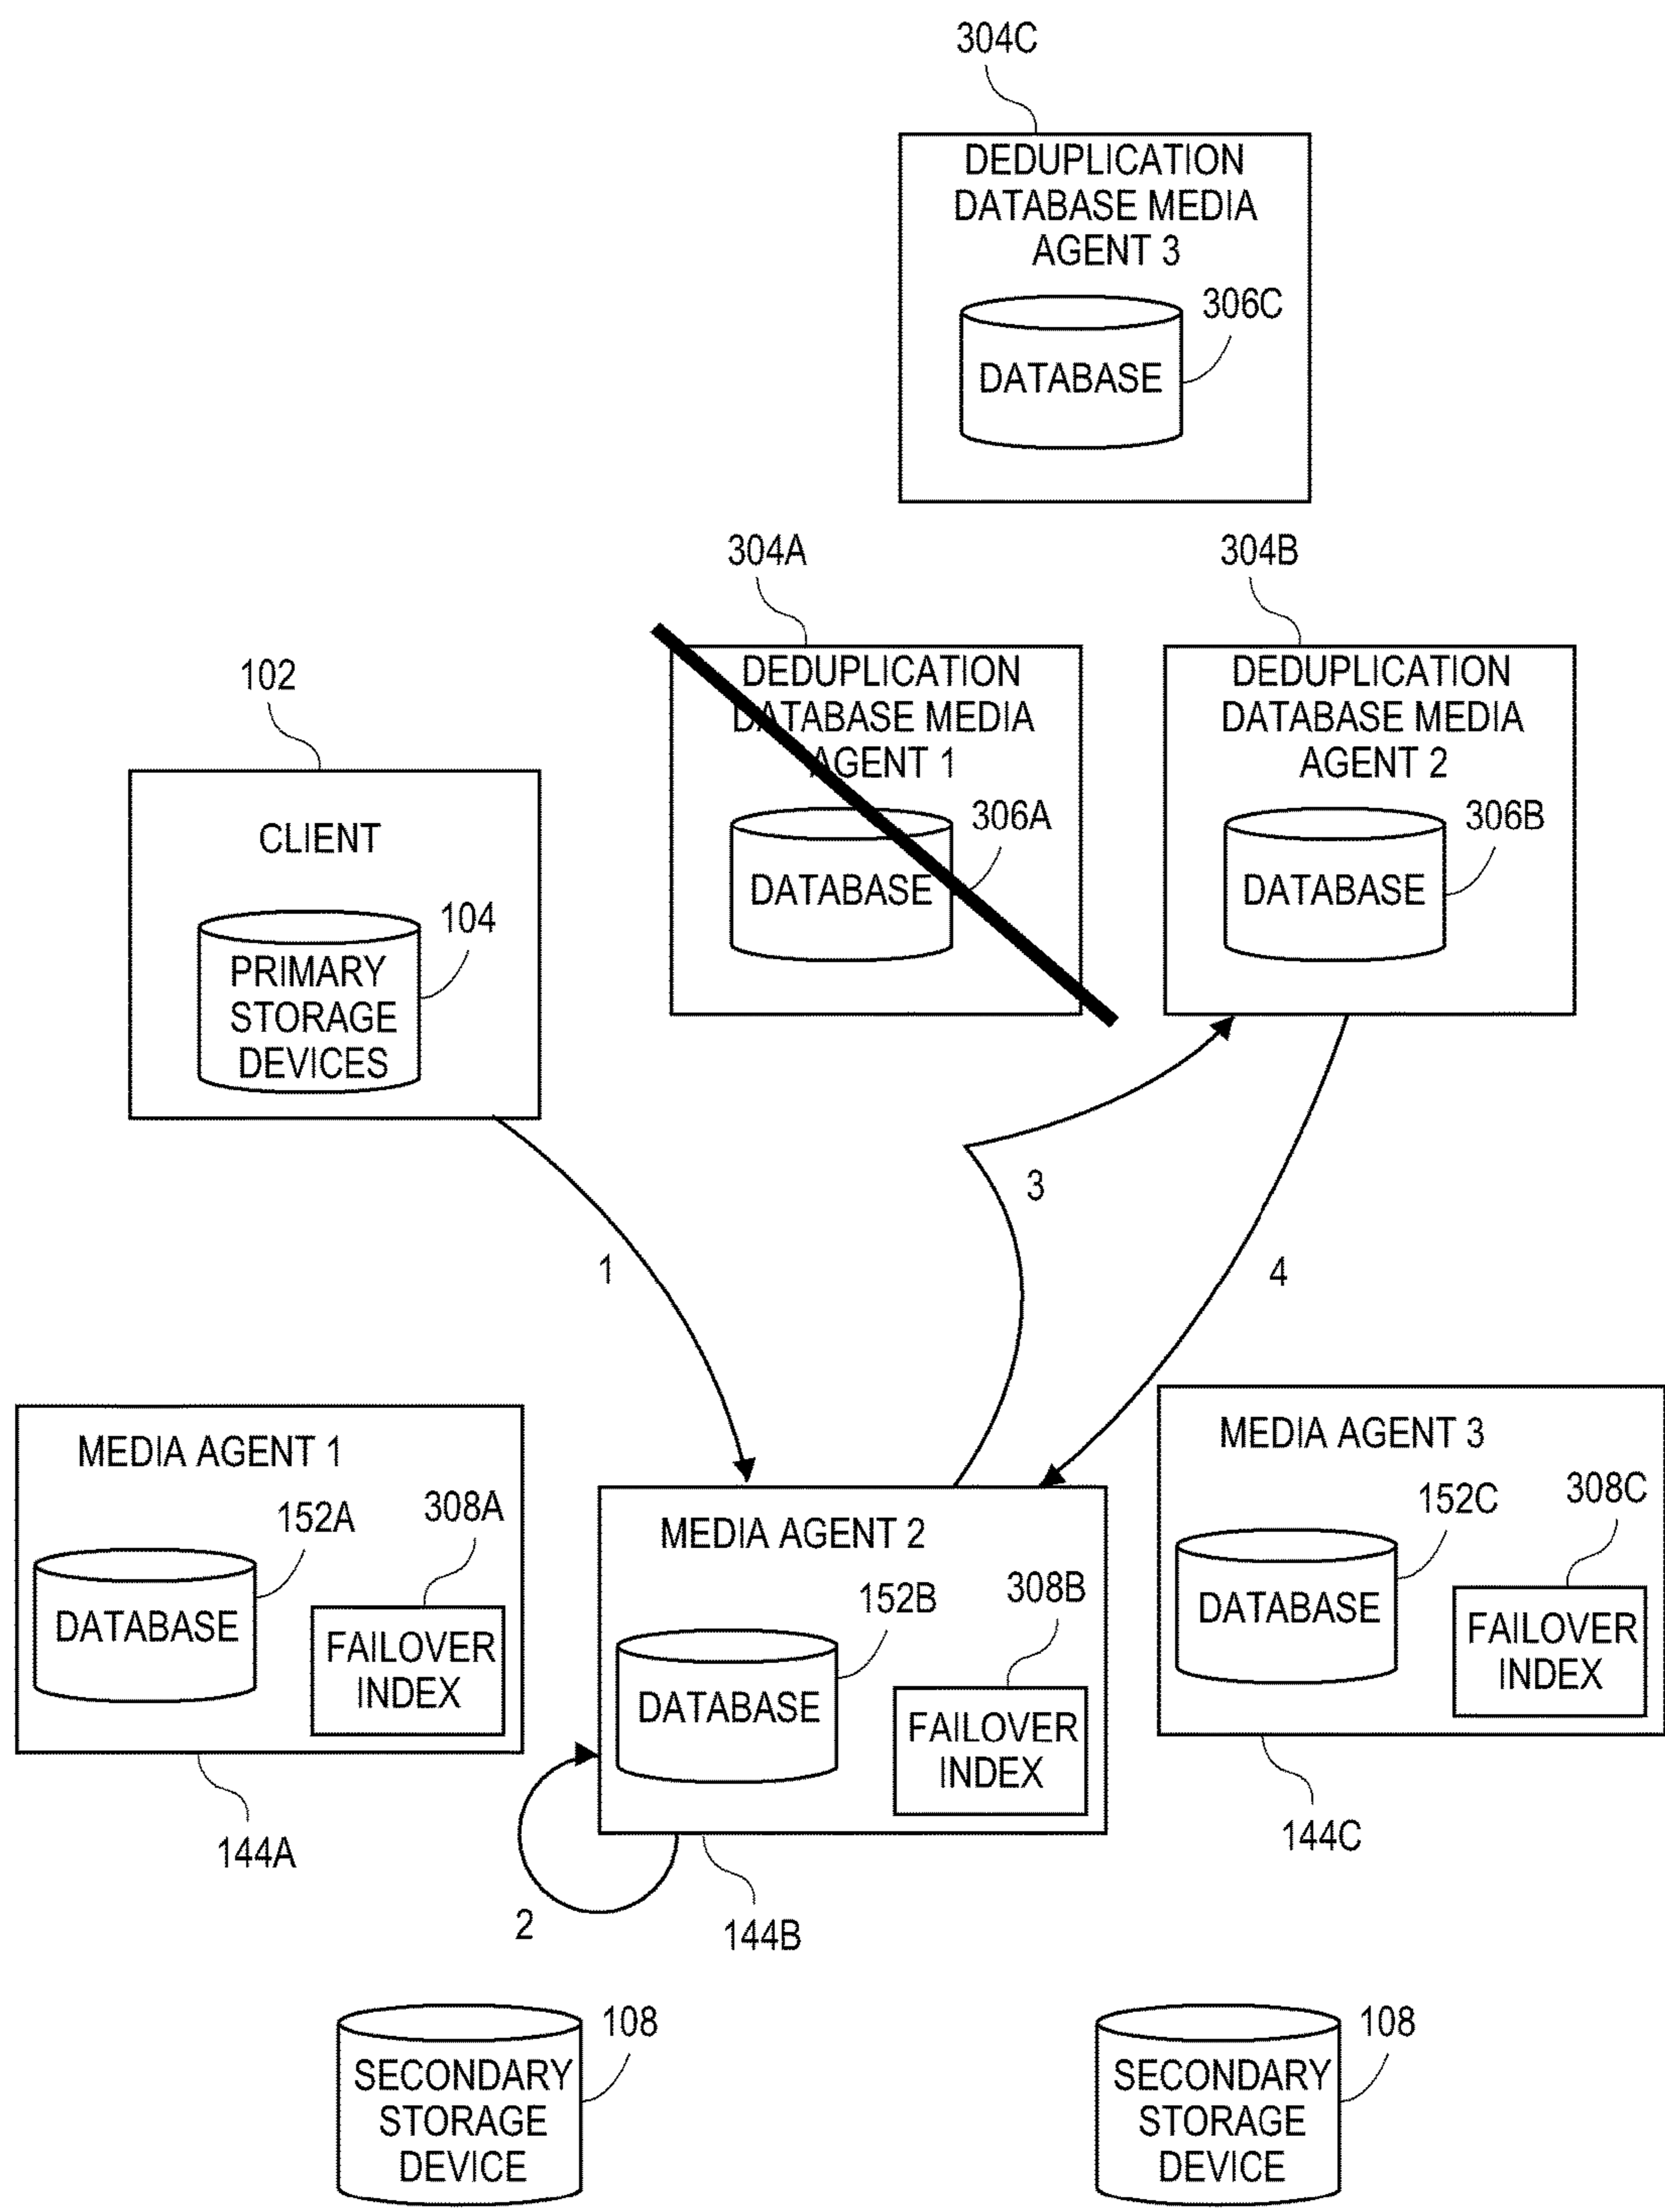 304C
DEDUPLICATION
DATABASE MEDIA
AGENT 3
306C
DATABASE
304A
304B
DEDUPLICATION
DATABASE MEDIA
AGENT 1
306A
DATABASE
DEDUPLICATION
DATABASE MEDIA
AGENT 2
306B
DATABASE
102
CLIENT
104
PRIMARY
STORAGE
DEVICES
1
3
4
MEDIA AGENT 1
152A
308A
DATABASE
FAILOVER
INDEX
144A
MEDIA AGENT 2
152B
308B
DATABASE
FAILOVER
INDEX
2
144B
MEDIA AGENT 3
152C
308C
DATABASE
FAILOVER
INDEX
144C
108
SECONDARY
STORAGE
DEVICE
108
SECONDARY
STORAGE
DEVICE